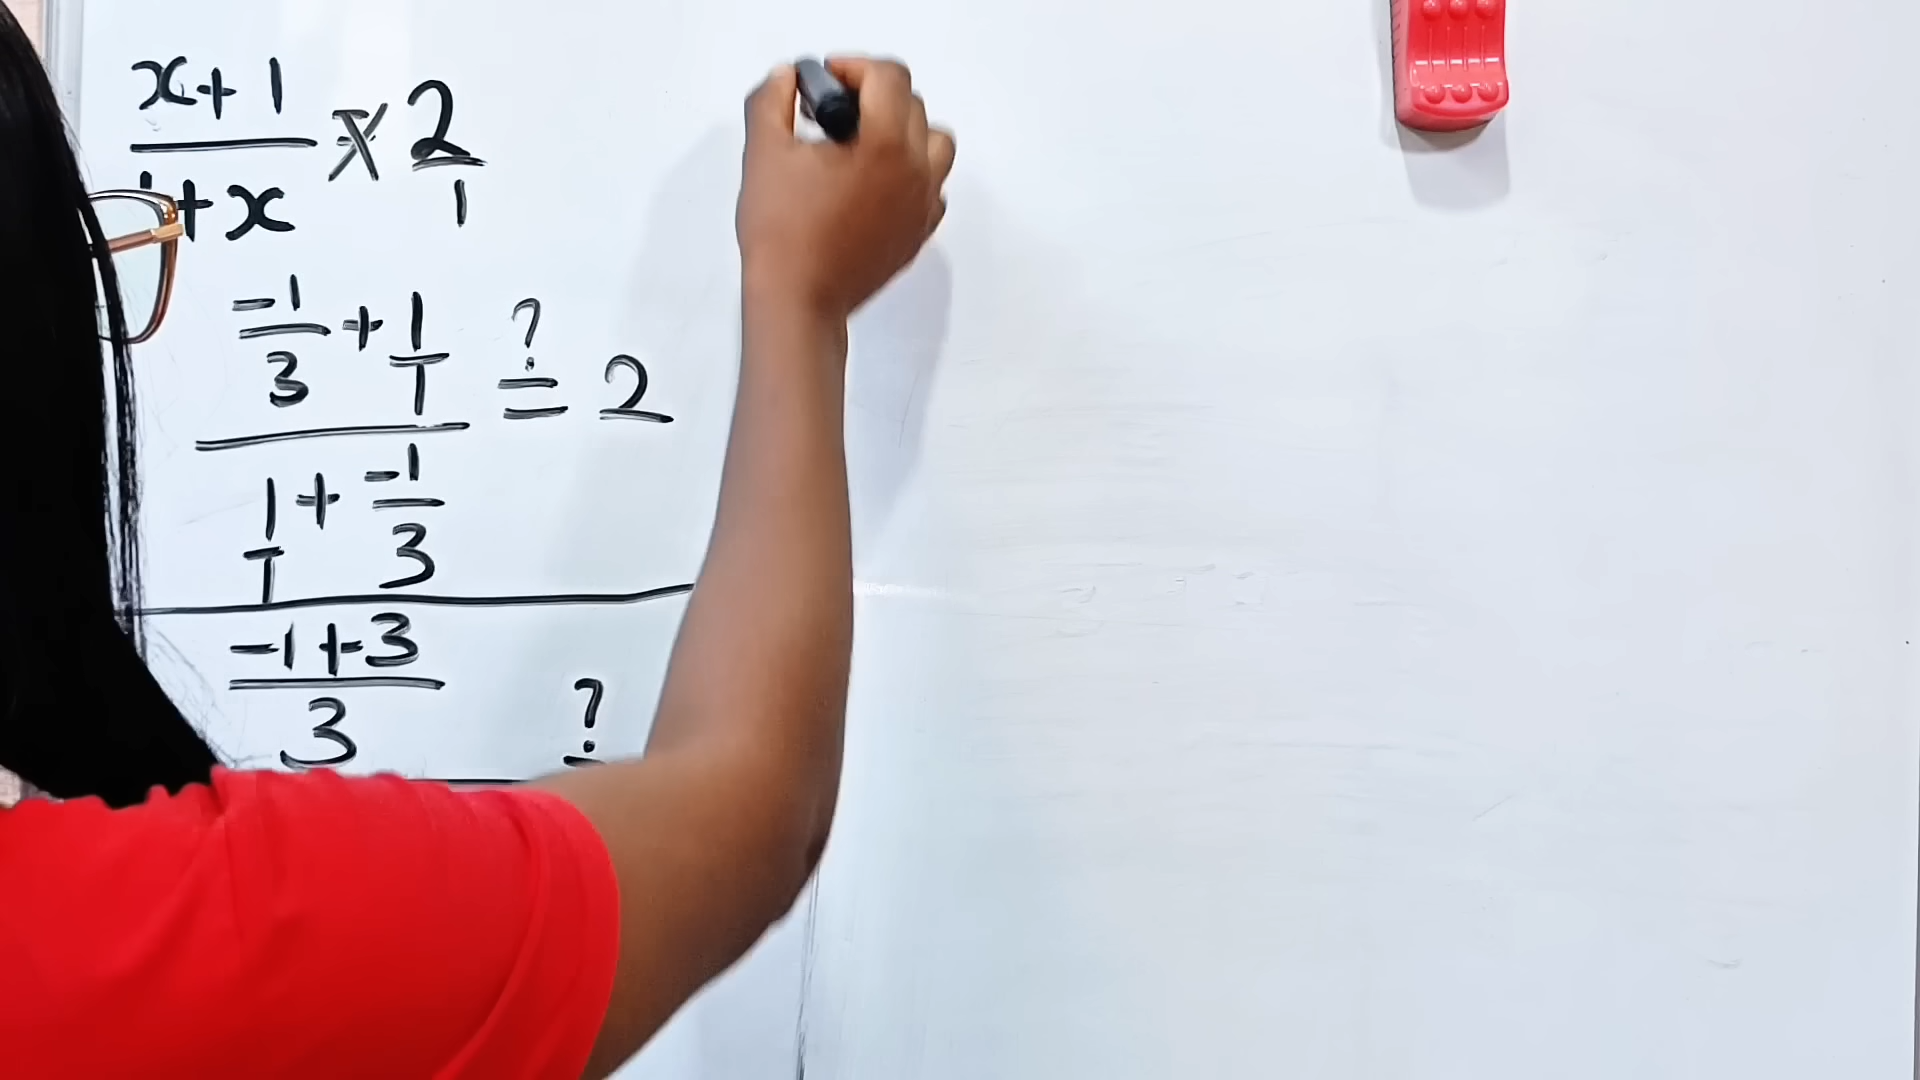 x + 1
1 + x
× = 2
1
-1/3 + 1/1
? = 2
1/1 + -1/3
-1 + 3
3
?